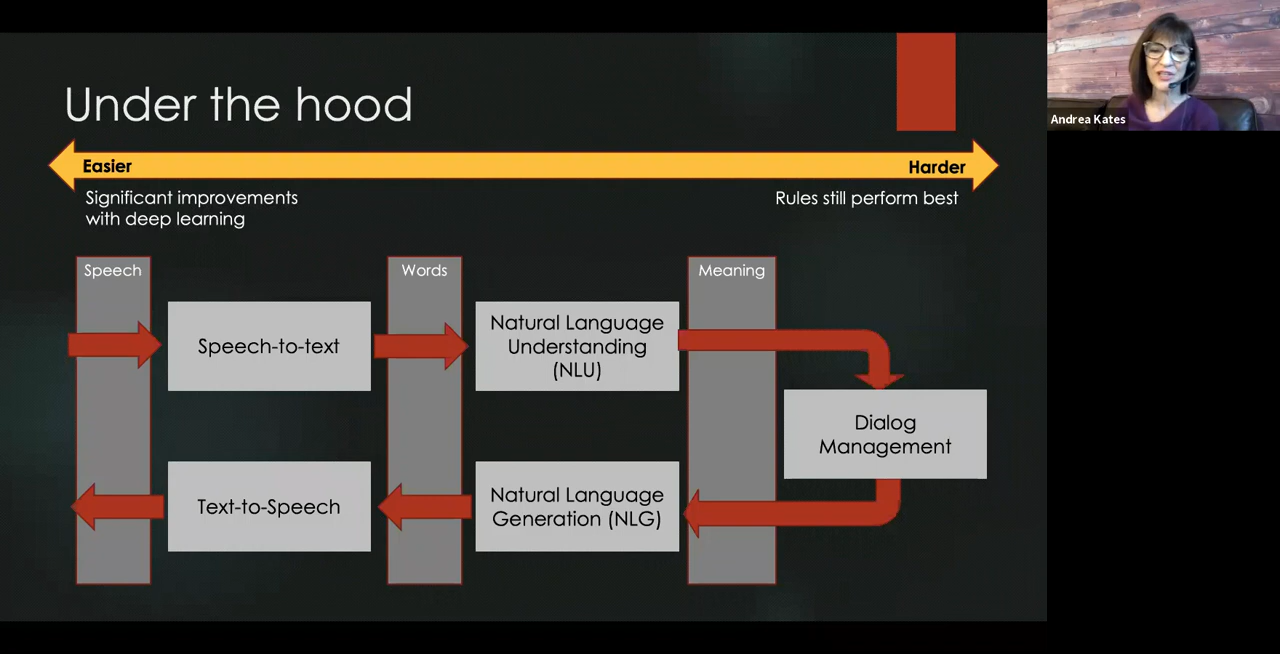 Under the hood
Andrea Kates
Easier
Harder
Significant improvements
with deep learning
Rules still perform best
Speech
Words
Meaning
Speech-to-text
Natural Language
Understanding
(NLU)
Dialog
Management
Text-to-Speech
Natural Language
Generation (NLG)